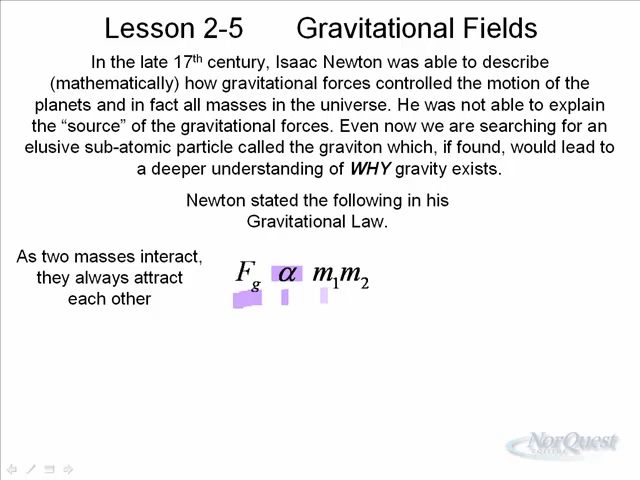 Lesson 2-5 Gravitational Fields
In the late 17th century, Isaac Newton was able to describe
(mathematically) how gravitational forces controlled the motion of the
planets and in fact all masses in the universe. He was not able to explain
the “source” of the gravitational forces. Even now we are searching for an
elusive sub-atomic particle called the graviton which, if found, would lead to
a deeper understanding of WHY gravity exists.
Newton stated the following in his
Gravitational Law.
As two masses interact,
they always attract
each other
Fg α m1m2
NorQuest
COLLEGE